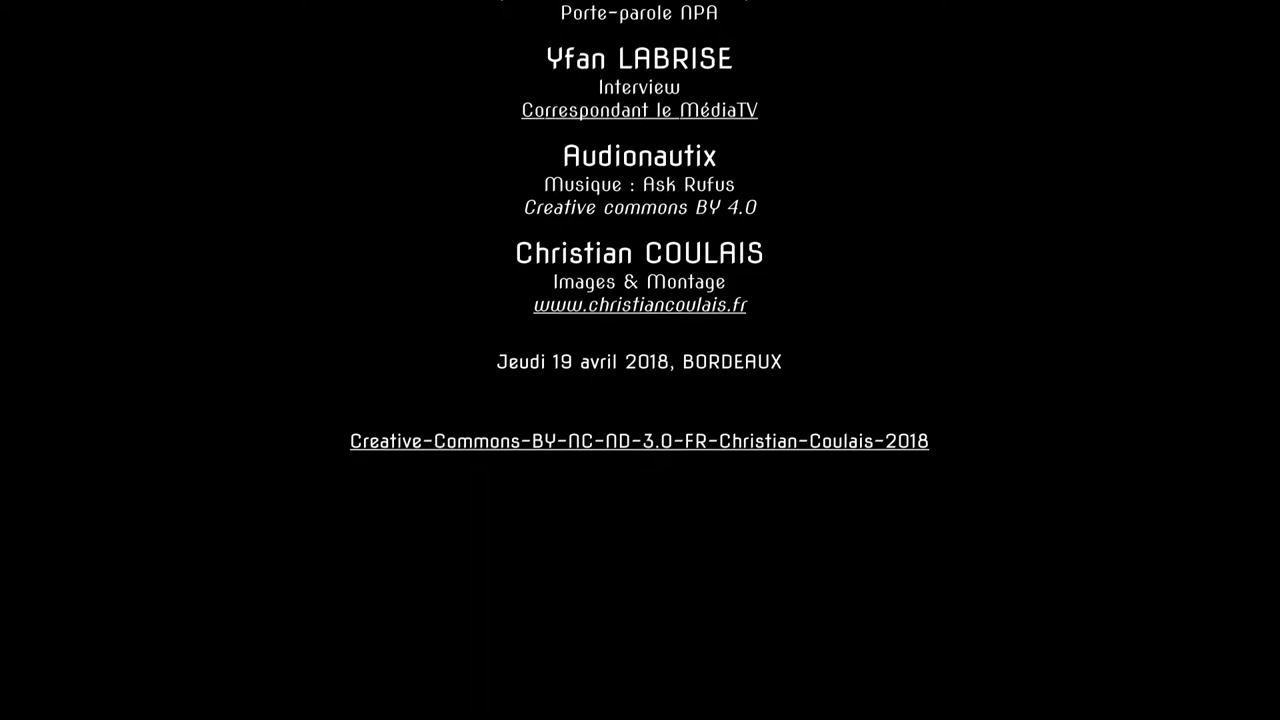 Porte-parole NPA
Yfan LABRISE
Interview
Correspondant le MédiaTV
Audionautix
Musique : Ask Rufus
Creative commons BY 4.0
Christian COULAIS
Images & Montage
www.christiancoulais.fr
Jeudi 19 avril 2018, BORDEAUX
Creative-Commons-BY-NC-ND-3.0-FR-Christian-Coulais-2018